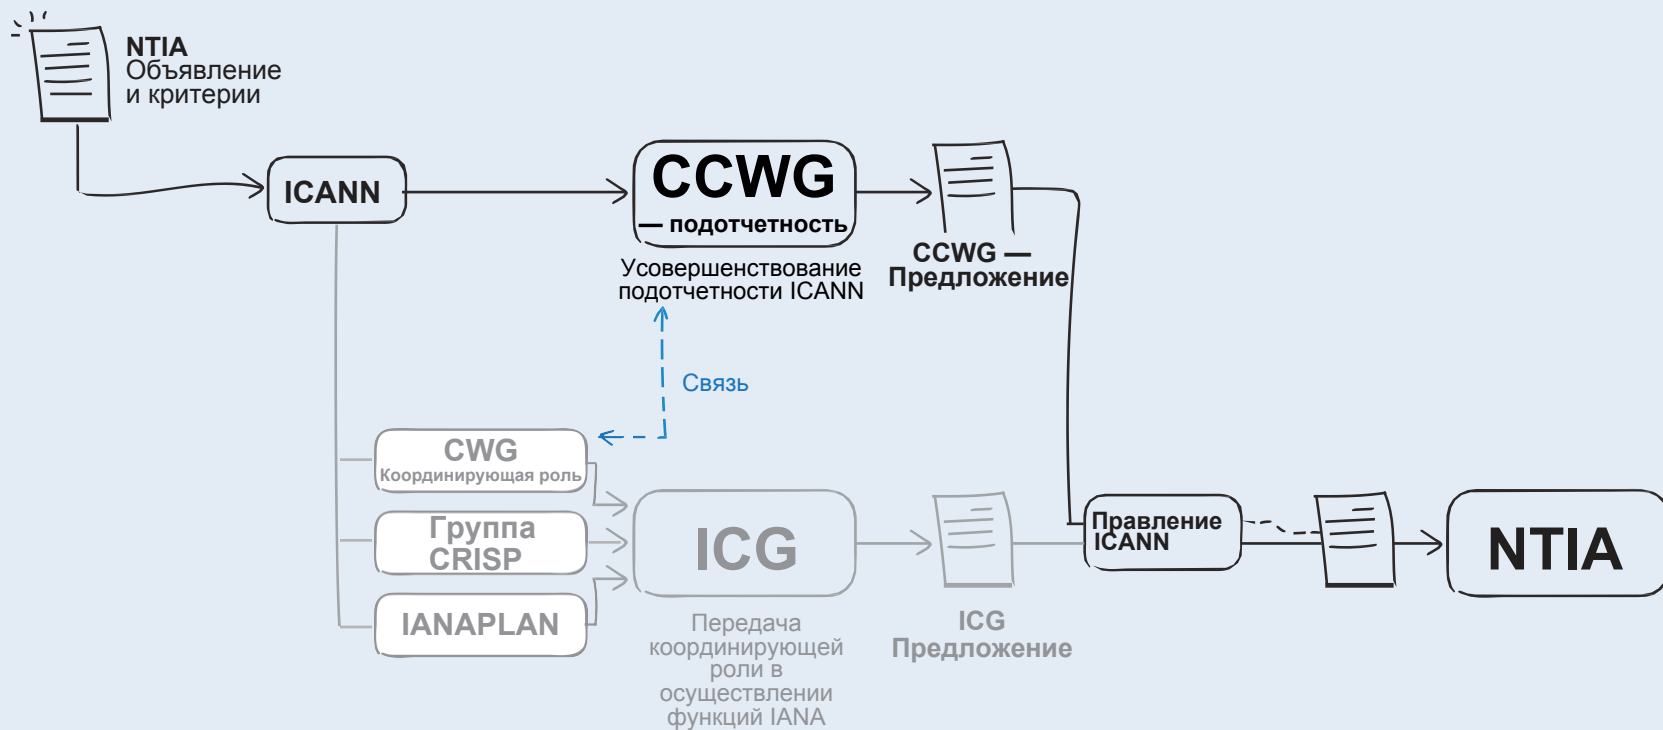 NTIA
Объявление
и критерии
ICANN
CCWG
— подотчетность
Усовершенствование
подотчетности ICANN
CCWG —
Предложение
Связь
CWG
Координирующая роль
Группа
CRISP
IANAPLAN
ICG
Передача
координирующей
роли в
осуществлении
функций IANA
ICG
Предложение
Правление
ICANN
NTIA